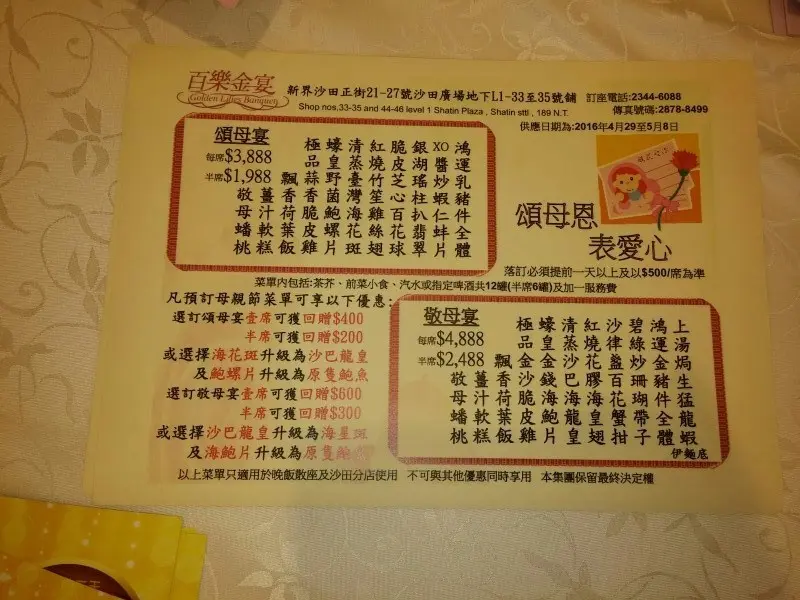 百樂金宴
Golden Lilies Banquet
新界沙田正街21-27號沙田廣場地下L1-33至35號舖
訂座電話:2344-6088
Shop nos,33-35 and 44-46 level 1 Shatin Plaza , Shatin sttl , 189 N.T.
傳真號碼:2878-8499
供應日期為:2016年4月29至5月8日
頌母宴
每席$3,888
半席$1,988
鴻運乳豬件全體
XO醬炒蝦仁蚌片
銀湖瑤柱扒翡翠
脆皮芝心百花球
紅燒竹笙雞絲翅
清蒸臺灣海花斑
蠔皇野菌鮑螺片
極品蒜香脆皮雞
飄香荷葉飯
薑汁軟糕
敬母蟠桃
頌母恩
表愛心
落訂必須提前一天以上及以$500/席為準
菜單內包括:茶芥、前菜小食、汽水或指定啤酒共12罐(半席6罐)及加一服務費
凡預訂母親節菜單可享以下優惠:
選訂頌母宴壹席可獲回贈$400
半席可獲回贈$200
或選擇海花斑升級為沙巴龍皇
及鮑螺片升級為原隻鮑魚
選訂敬母宴壹席可獲回贈$600
半席可獲回贈$300
或選擇沙巴龍皇升級為海星斑
及海鮑片升級為原隻
敬母宴
每席$4,888
半席$2,488
上湯焗生猛龍蝦
伊麵底
鴻運金豬件全體
碧綠炒珊瑚帶子
沙律盞百花蟹拑
紅燒花膠海皇翅
清蒸沙巴海龍皇
蠔皇金錢海鮑片
極品金沙脆皮雞
飄香荷葉飯
薑汁軟糕
敬母蟠桃
以上菜單只適用於晚飯散座及沙田分店使用 不可與其他優惠同時享用 本集團保留最終決定權